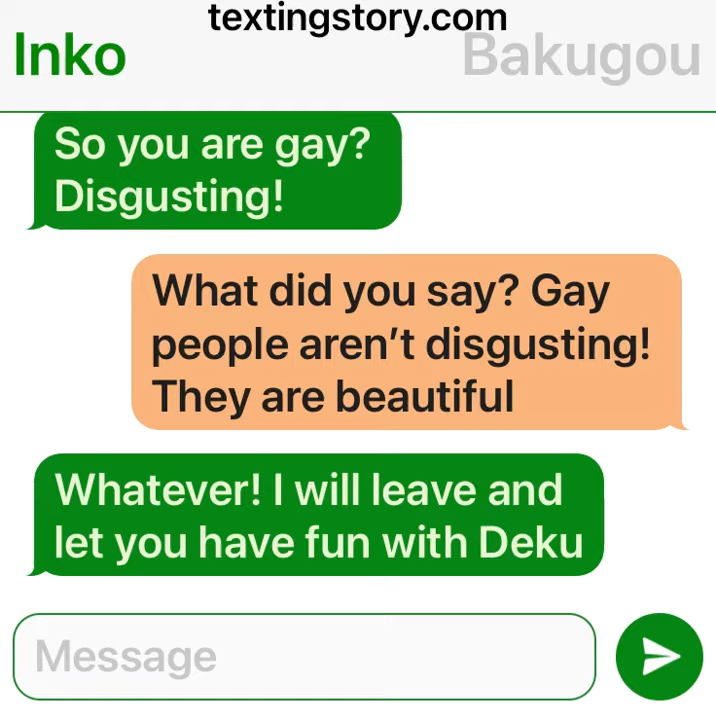 textingstory.com
Inko
Bakugou
So you are gay?
Disgusting!
What did you say? Gay
people aren’t disgusting!
They are beautiful
Whatever! I will leave and
let you have fun with Deku
Message